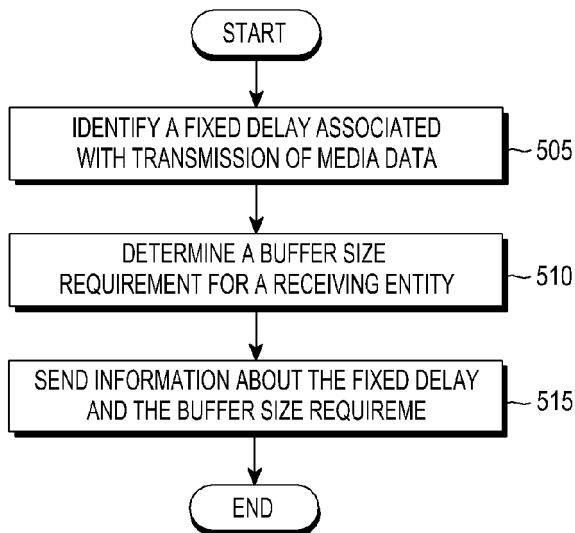 START
IDENTIFY A FIXED DELAY ASSOCIATED
WITH TRANSMISSION OF MEDIA DATA
505
DETERMINE A BUFFER SIZE
REQUIREMENT FOR A RECEIVING ENTITY
510
SEND INFORMATION ABOUT THE FIXED DELAY
AND THE BUFFER SIZE REQUIREME
515
END